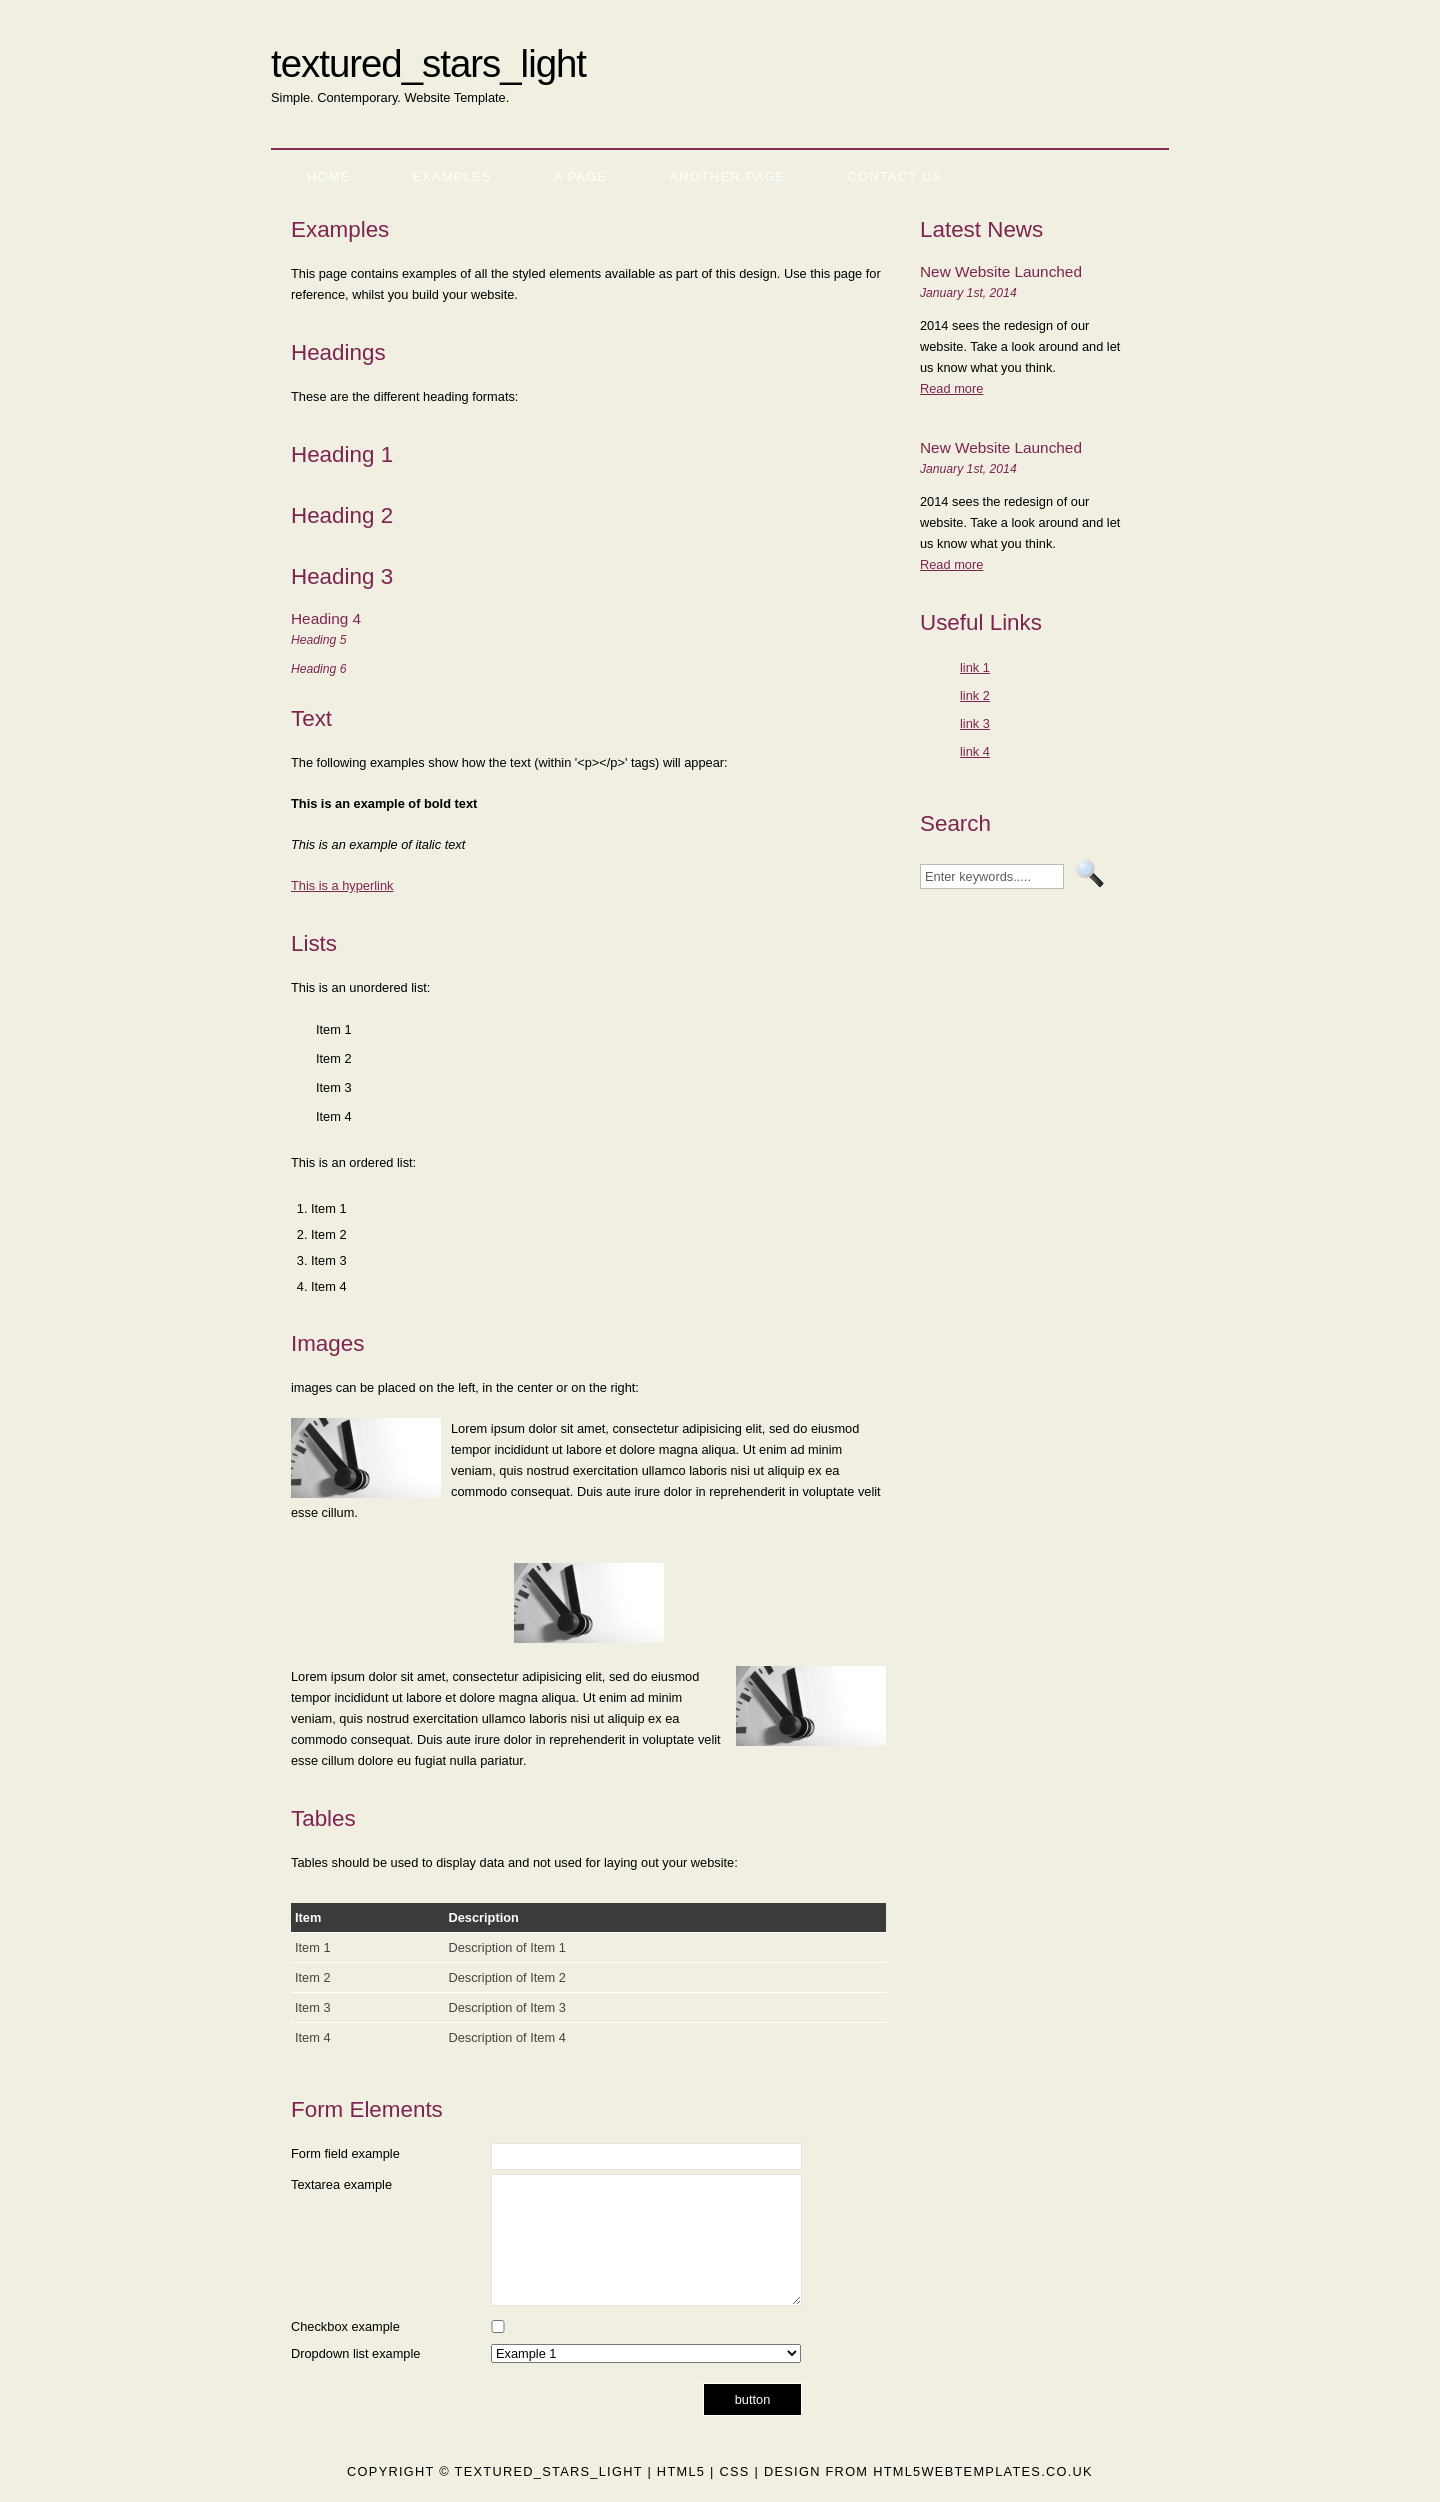 textured_stars_light
Simple. Contemporary. Website Template.
HOME EXAMPLES A PAGE ANOTHER PAGE CONTACT US
Examples
This page contains examples of all the styled elements available as part of this design. Use this page for
reference, whilst you build your website.
Headings
These are the different heading formats:
Heading 1
Heading 2
Heading 3
Heading 4
Heading 5
Heading 6
Text
The following examples show how the text (within '<p></p>' tags) will appear:
This is an example of bold text
This is an example of italic text
This is a hyperlink
Lists
This is an unordered list:
Item 1
Item 2
Item 3
Item 4
This is an ordered list:
1. Item 1
2. Item 2
3. Item 3
4. Item 4
Images
images can be placed on the left, in the center or on the right:
Lorem ipsum dolor sit amet, consectetur adipisicing elit, sed do eiusmod
tempor incididunt ut labore et dolore magna aliqua. Ut enim ad minim
veniam, quis nostrud exercitation ullamco laboris nisi ut aliquip ex ea
commodo consequat. Duis aute irure dolor in reprehenderit in voluptate velit
esse cillum.
Lorem ipsum dolor sit amet, consectetur adipisicing elit, sed do eiusmod
tempor incididunt ut labore et dolore magna aliqua. Ut enim ad minim
veniam, quis nostrud exercitation ullamco laboris nisi ut aliquip ex ea
commodo consequat. Duis aute irure dolor in reprehenderit in voluptate velit
esse cillum dolore eu fugiat nulla pariatur.
Tables
Tables should be used to display data and not used for laying out your website:
Item Description
Item 1 Description of Item 1
Item 2 Description of Item 2
Item 3 Description of Item 3
Item 4 Description of Item 4
Form Elements
Form field example
Textarea example
Checkbox example
Dropdown list example Example 1
button
Latest News
New Website Launched
January 1st, 2014
2014 sees the redesign of our
website. Take a look around and let
us know what you think.
Read more
New Website Launched
January 1st, 2014
2014 sees the redesign of our
website. Take a look around and let
us know what you think.
Read more
Useful Links
link 1
link 2
link 3
link 4
Search
Enter keywords.....
COPYRIGHT © TEXTURED_STARS_LIGHT | HTML5 | CSS | DESIGN FROM HTML5WEBTEMPLATES.CO.UK